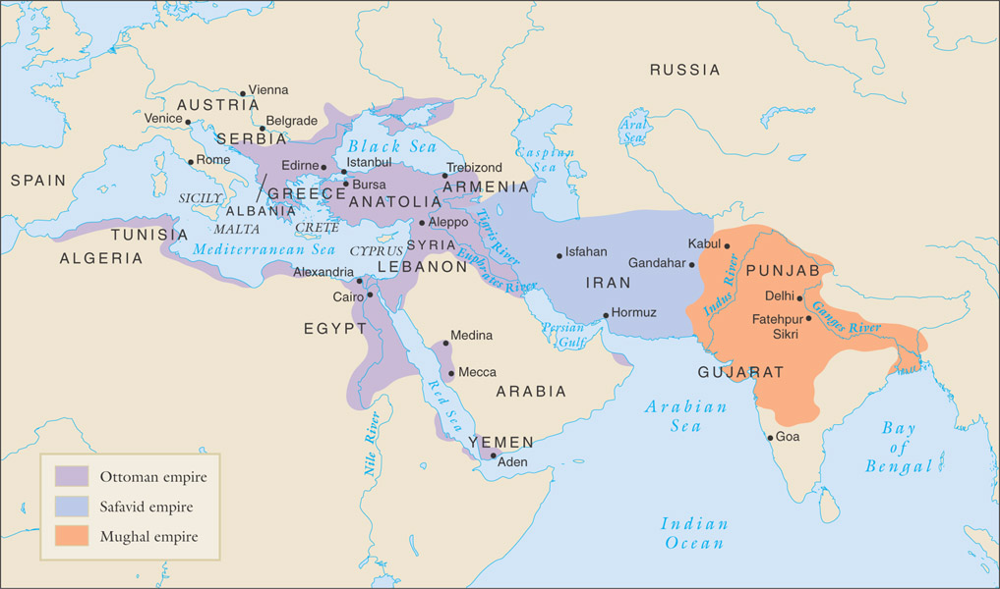 RUSSIA
Vienna
AUSTRIA
Venice
Belgrade
SERBIA
Aral
Sea
Black Sea
Caspian
Sea
Rome
Edirne
Istanbul
Trebizond
SPAIN
Bursa
ARMENIA
GREECE
ANATOLIA
SICILY
ALBANIA
MALTA
CRETE
Aleppo
Tigris River
TUNISIA
Mediterranean Sea
CYPRUS
SYRIA
ALGERIA
LEBANON
Euphrates River
Isfahan
Kabul
Gandahar
PUNJAB
Alexandria
Cairo
IRAN
Indus River
Delhi
Hormuz
Ganges River
Fatehpur
Sikri
EGYPT
Persian
Gulf
Medina
Mecca
GUJARAT
ARABIA
Red Sea
Arabian
Sea
Nile River
YEMEN
Aden
Goa
Bay
of
Bengal
Indian
Ocean
Ottoman empire
Safavid empire
Mughal empire